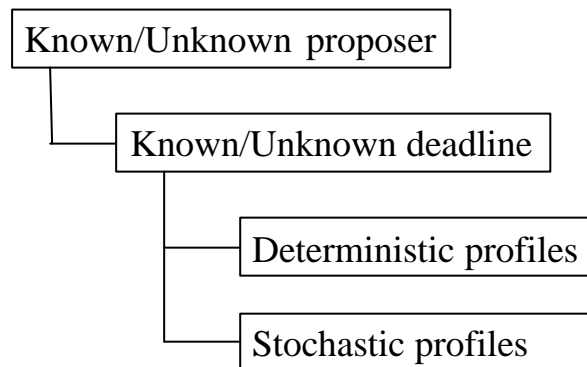 Known/Unknown proposer
Known/Unknown deadline
Deterministic profiles
Stochastic profiles